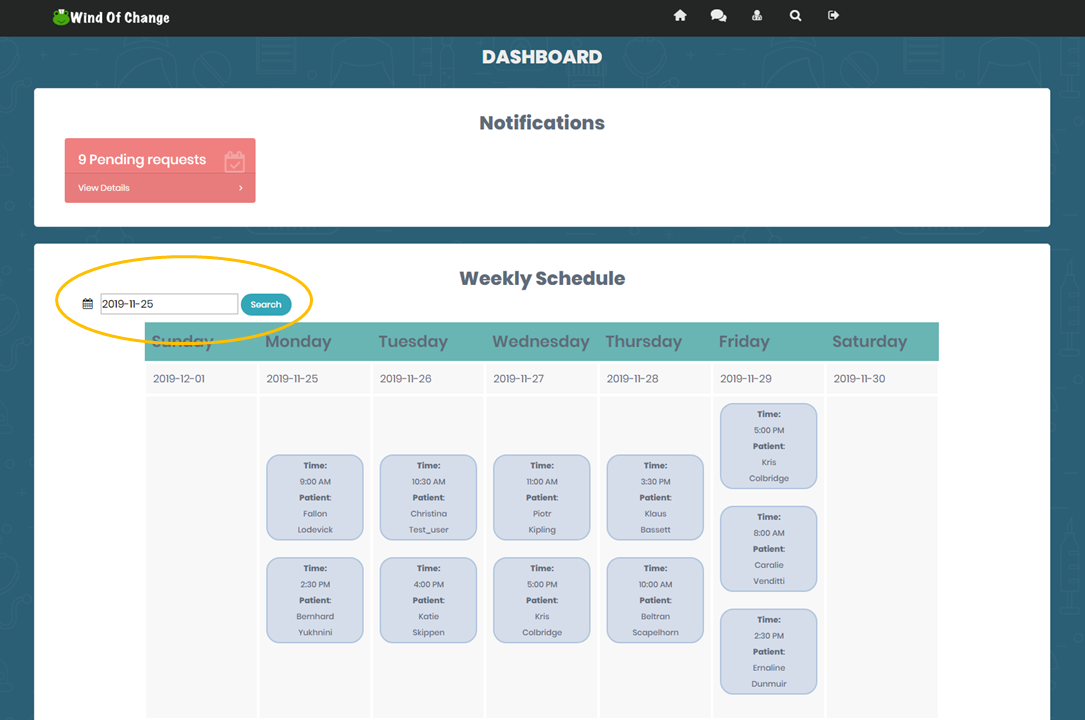 Wind Of Change
DASHBOARD
Notifications
9 Pending requests
View Details
Weekly Schedule
2019-11-25 Search
Sunday Monday Tuesday Wednesday Thursday Friday Saturday
2019-12-01 2019-11-25 2019-11-26 2019-11-27 2019-11-28 2019-11-29 2019-11-30
Time:
9:00 AM
Patient:
Fallon
Lodevick
Time:
2:30 PM
Patient:
Bernhard
Yukhnini
Time:
10:30 AM
Patient:
Christina
Test_user
Time:
4:00 PM
Patient:
Katie
Skippen
Time:
11:00 AM
Patient:
Piotr
Kipling
Time:
5:00 PM
Patient:
Kris
Colbridge
Time:
3:30 PM
Patient:
Klaus
Bassett
Time:
10:00 AM
Patient:
Beltran
Scapelhorn
Time:
5:00 PM
Patient:
Kris
Colbridge
Time:
8:00 AM
Patient:
Caralie
Venditti
Time:
2:30 PM
Patient:
Ernaline
Dunmuir